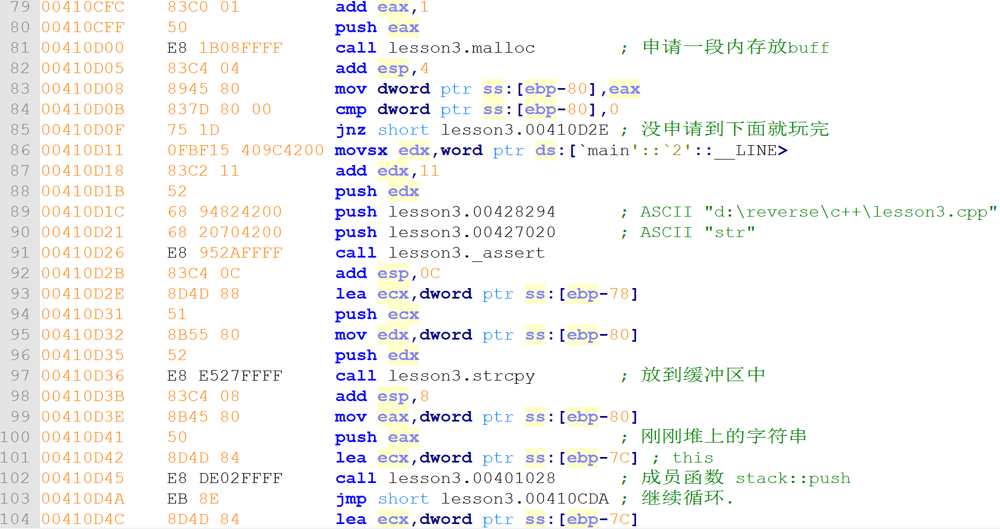 79 00410CFC 83C0 01 add eax,1
80 00410CFF 50 push eax
81 00410D00 E8 1B08FFFF call lesson3.malloc ; 申请一段内存放buff
82 00410D05 83C4 04 add esp,4
83 00410D08 8945 80 mov dword ptr ss:[ebp-80],eax
84 00410D0B 837D 80 00 cmp dword ptr ss:[ebp-80],0
85 00410D0F 75 1D jnz short lesson3.00410D2E ; 没申请到下面就玩完
86 00410D11 0FBF15 409C4200 movsx edx,word ptr ds:[`main'::`2'::__LINE>
87 00410D18 83C2 11 add edx,11
88 00410D1B 52 push edx
89 00410D1C 68 94824200 push lesson3.00428294 ; ASCII "d:\reverse\c++\lesson3.cpp"
90 00410D21 68 20704200 push lesson3.00427020 ; ASCII "str"
91 00410D26 E8 952AFFFF call lesson3._assert
92 00410D2B 83C4 0C add esp,0C
93 00410D2E 8D4D 88 lea ecx,dword ptr ss:[ebp-78]
94 00410D31 51 push ecx
95 00410D32 8B55 80 mov edx,dword ptr ss:[ebp-80]
96 00410D35 52 push edx
97 00410D36 E8 E527FFFF call lesson3.strcpy ; 放到缓冲区中
98 00410D3B 83C4 08 add esp,8
99 00410D3E 8B45 80 mov eax,dword ptr ss:[ebp-80]
100 00410D41 50 push eax ; 刚刚堆上的字符串
101 00410D42 8D4D 84 lea ecx,dword ptr ss:[ebp-7C] ; this
102 00410D45 E8 DE02FFFF call lesson3.00401028 ; 成员函数 stack::push
103 00410D4A EB 8E jmp short lesson3.00410CDA ; 继续循环.
104 00410D4C 8D4D 84 lea ecx,dword ptr ss:[ebp-7C]